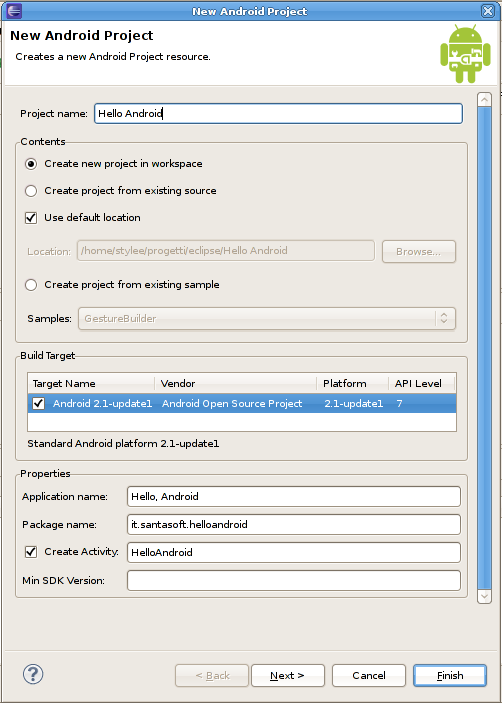 New Android Project
New Android Project
Creates a new Android Project resource.
Project name: Hello Android
Contents
Create new project in workspace
Create project from existing source
Use default location
Location: /home/stylee/progetti/eclipse/Hello Android Browse...
Create project from existing sample
Samples: GestureBuilder
Build Target
Target Name Vendor Platform API Level
Android 2.1-update1 Android Open Source Project 2.1-update1 7
Standard Android platform 2.1-update1
Properties
Application name: Hello, Android
Package name: it.santasoft.helloandroid
Create Activity: HelloAndroid
Min SDK Version:
? < Back Next > Cancel Finish